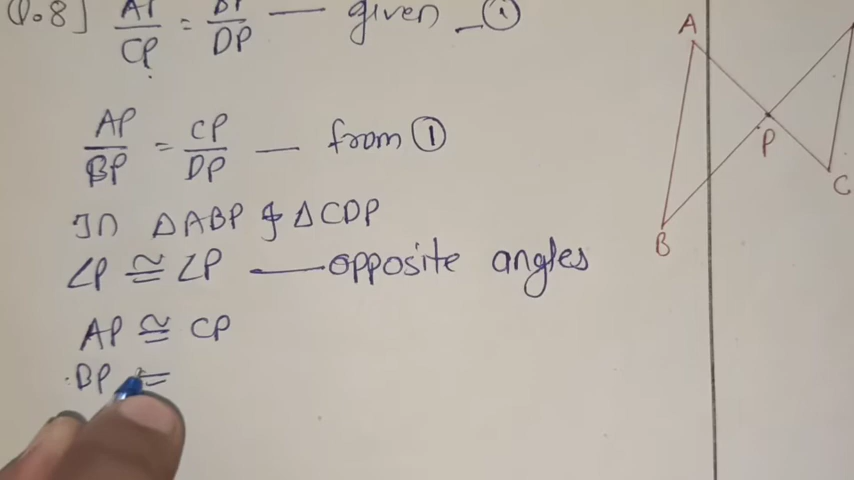 Q.8] AP/CP = BP/DP — given — ①
AP/BP = CP/DP — from ①
In △ABP & △CDP
∠P ≅ ∠P — opposite angles
AP ≅ CP
BP =
A
P
C
B